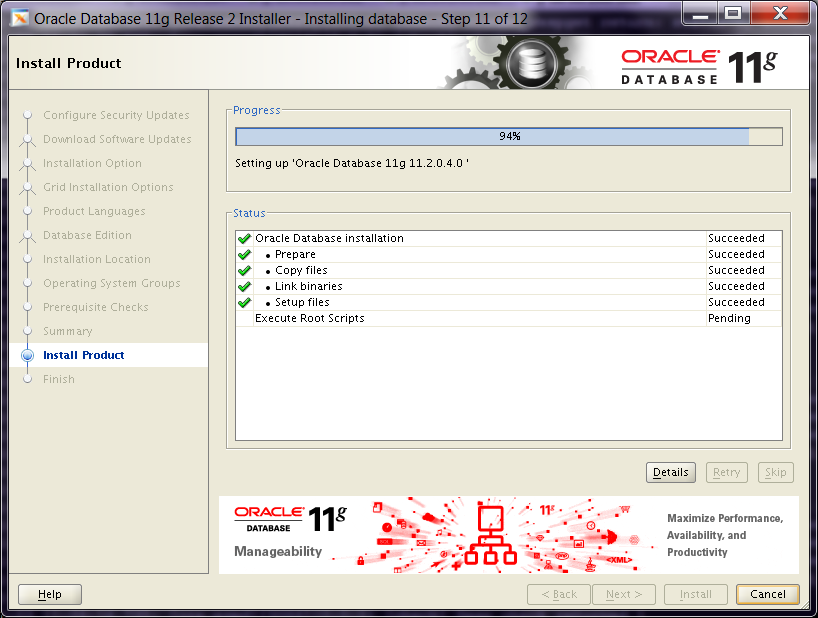 Oracle Database 11g Release 2 Installer - Installing database - Step 11 of 12
Install Product
ORACLE
DATABASE 11g
Configure Security Updates
Download Software Updates
Installation Option
Grid Installation Options
Product Languages
Database Edition
Installation Location
Operating System Groups
Prerequisite Checks
Summary
Install Product
Finish
Progress
94%
Setting up 'Oracle Database 11g 11.2.0.4.0 '
Status
Oracle Database installation Succeeded
• Prepare Succeeded
• Copy files Succeeded
• Link binaries Succeeded
• Setup files Succeeded
Execute Root Scripts Pending
Details Retry Skip
ORACLE
DATABASE 11g
Manageability
11g
SQL
<XML>
Maximize Performance,
Availability, and
Productivity
Help < Back Next > Install Cancel